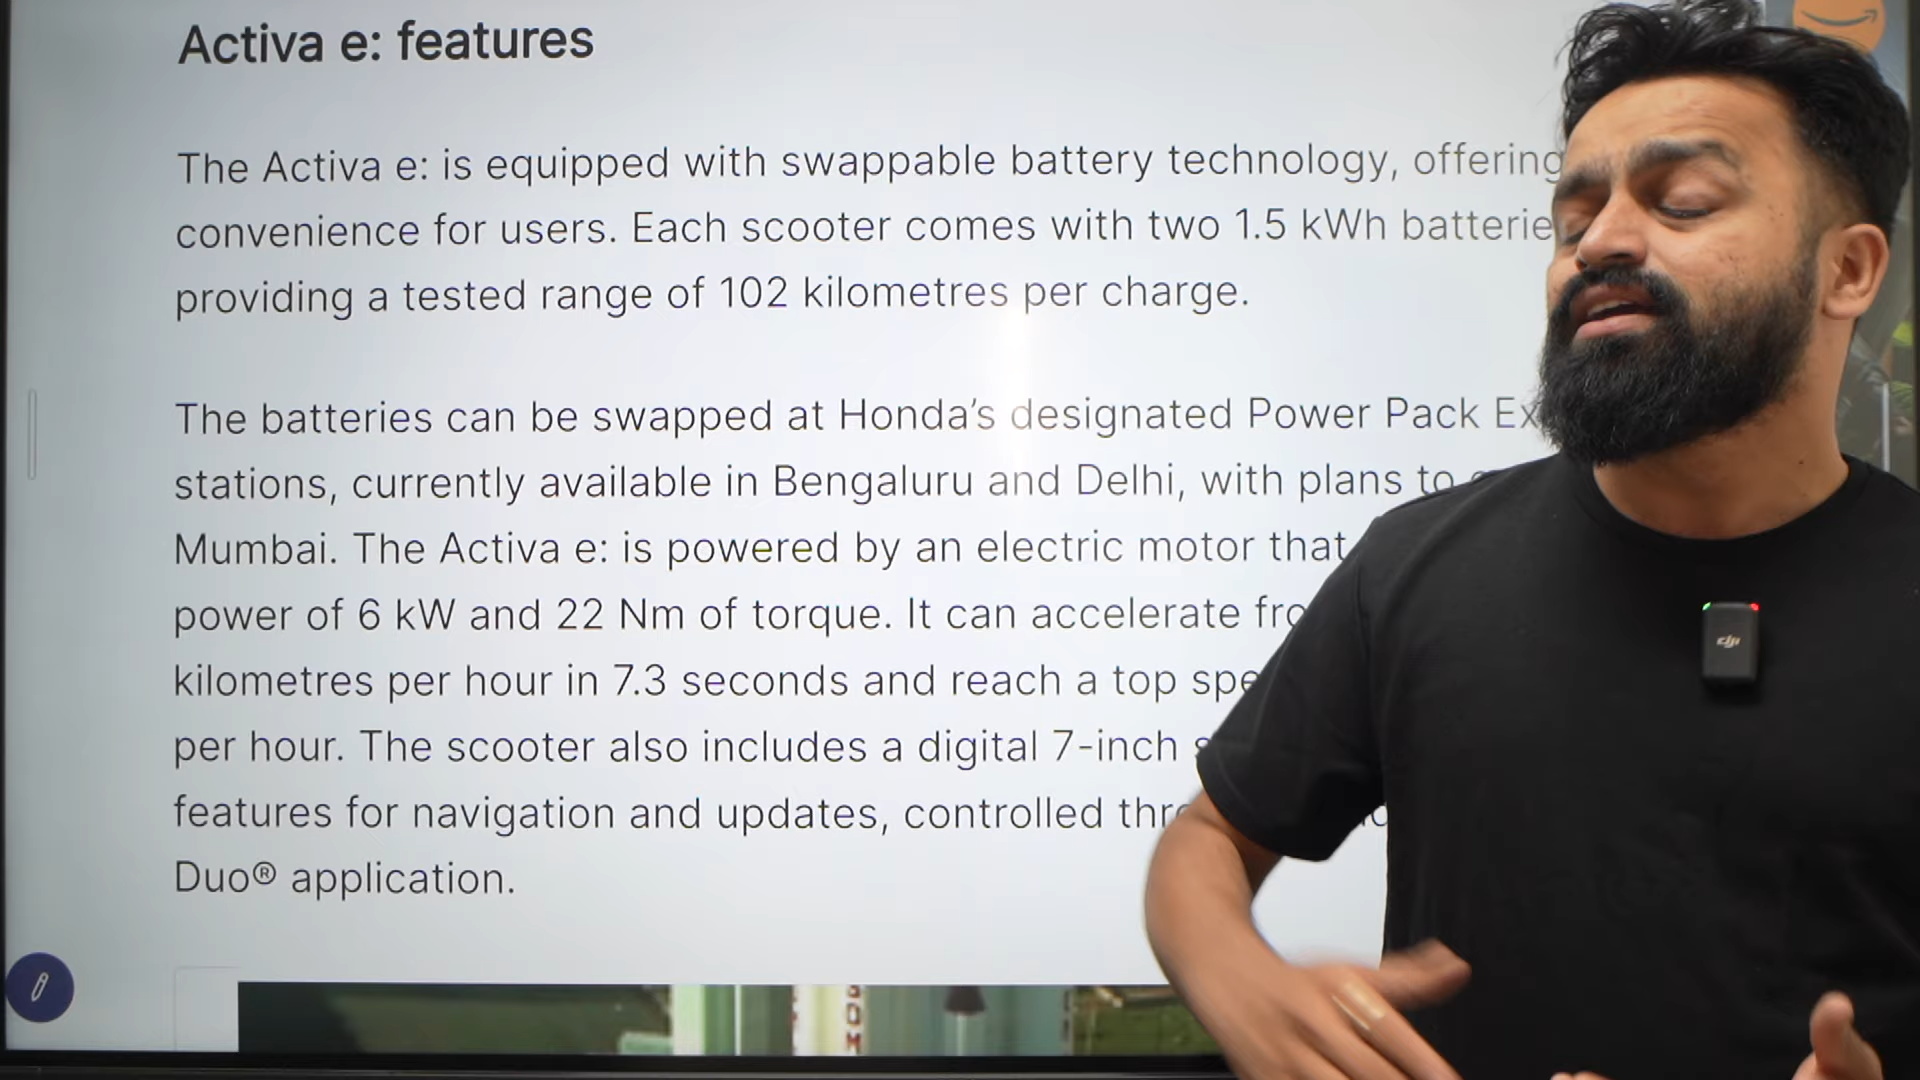 Activa e: features
The Activa e: is equipped with swappable battery technology, offering
convenience for users. Each scooter comes with two 1.5 kWh
providing a tested range of 102 kilometres per charge.
The batteries can be swapped at Honda’s designated Power Pack
stations, currently available in Bengaluru and Delhi, with plans to
Mumbai. The Activa e: is powered by an electric motor that
power of 6 kW and 22 Nm of torque. It can accelerate
kilometres per hour in 7.3 seconds and reach a top
per hour. The scooter also includes a digital 7-inch
features for navigation and updates, controlled
Duo® application.
dji